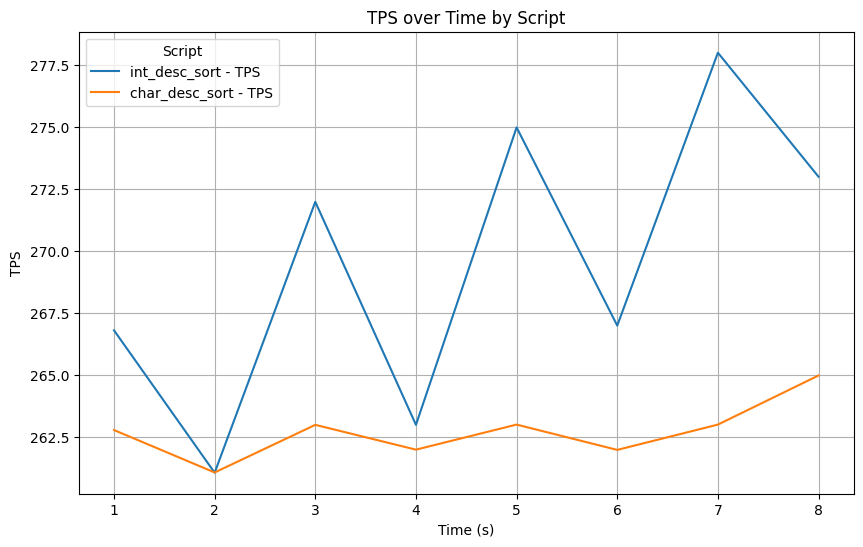 TPS over Time by Script
Script
int_desc_sort - TPS
char_desc_sort - TPS
277.5
275.0
272.5
270.0
267.5
265.0
262.5
TPS
1 2 3 4 5 6 7 8
Time (s)